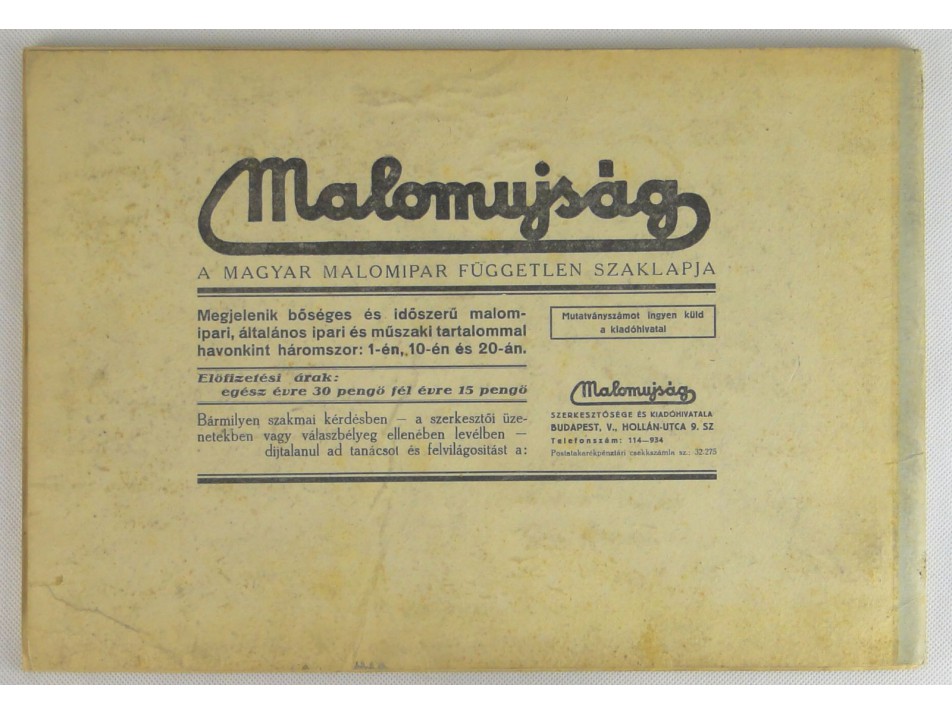 Malomujság
A MAGYAR MALOMIPAR FÜGGETLEN SZAKLAPJA
Megjelenik bőséges és időszerű malom-
ipari, általános ipari és műszaki tartalommal
havonkint háromszor: 1-én, 10-én és 20-án.
Előfizetési árak:
egész évre 30 pengő fél évre 15 pengő
Bármilyen szakmai kérdésben — a szerkesztői üze-
netekben vagy válaszbélyeg ellenében levélben —
díjtalanul ad tanácsot és felvilágosítást a:
Mutatványszámot ingyen küld
a kiadóhivatal
Malomujság
SZERKESZTŐSÉGE ÉS KIADÓHIVATALA
BUDAPEST, V., HOLLÁN-UTCA 9. SZ
Telefonszám: 114—934
Postatakarékpénztári csekkszámla sz.: 32.275